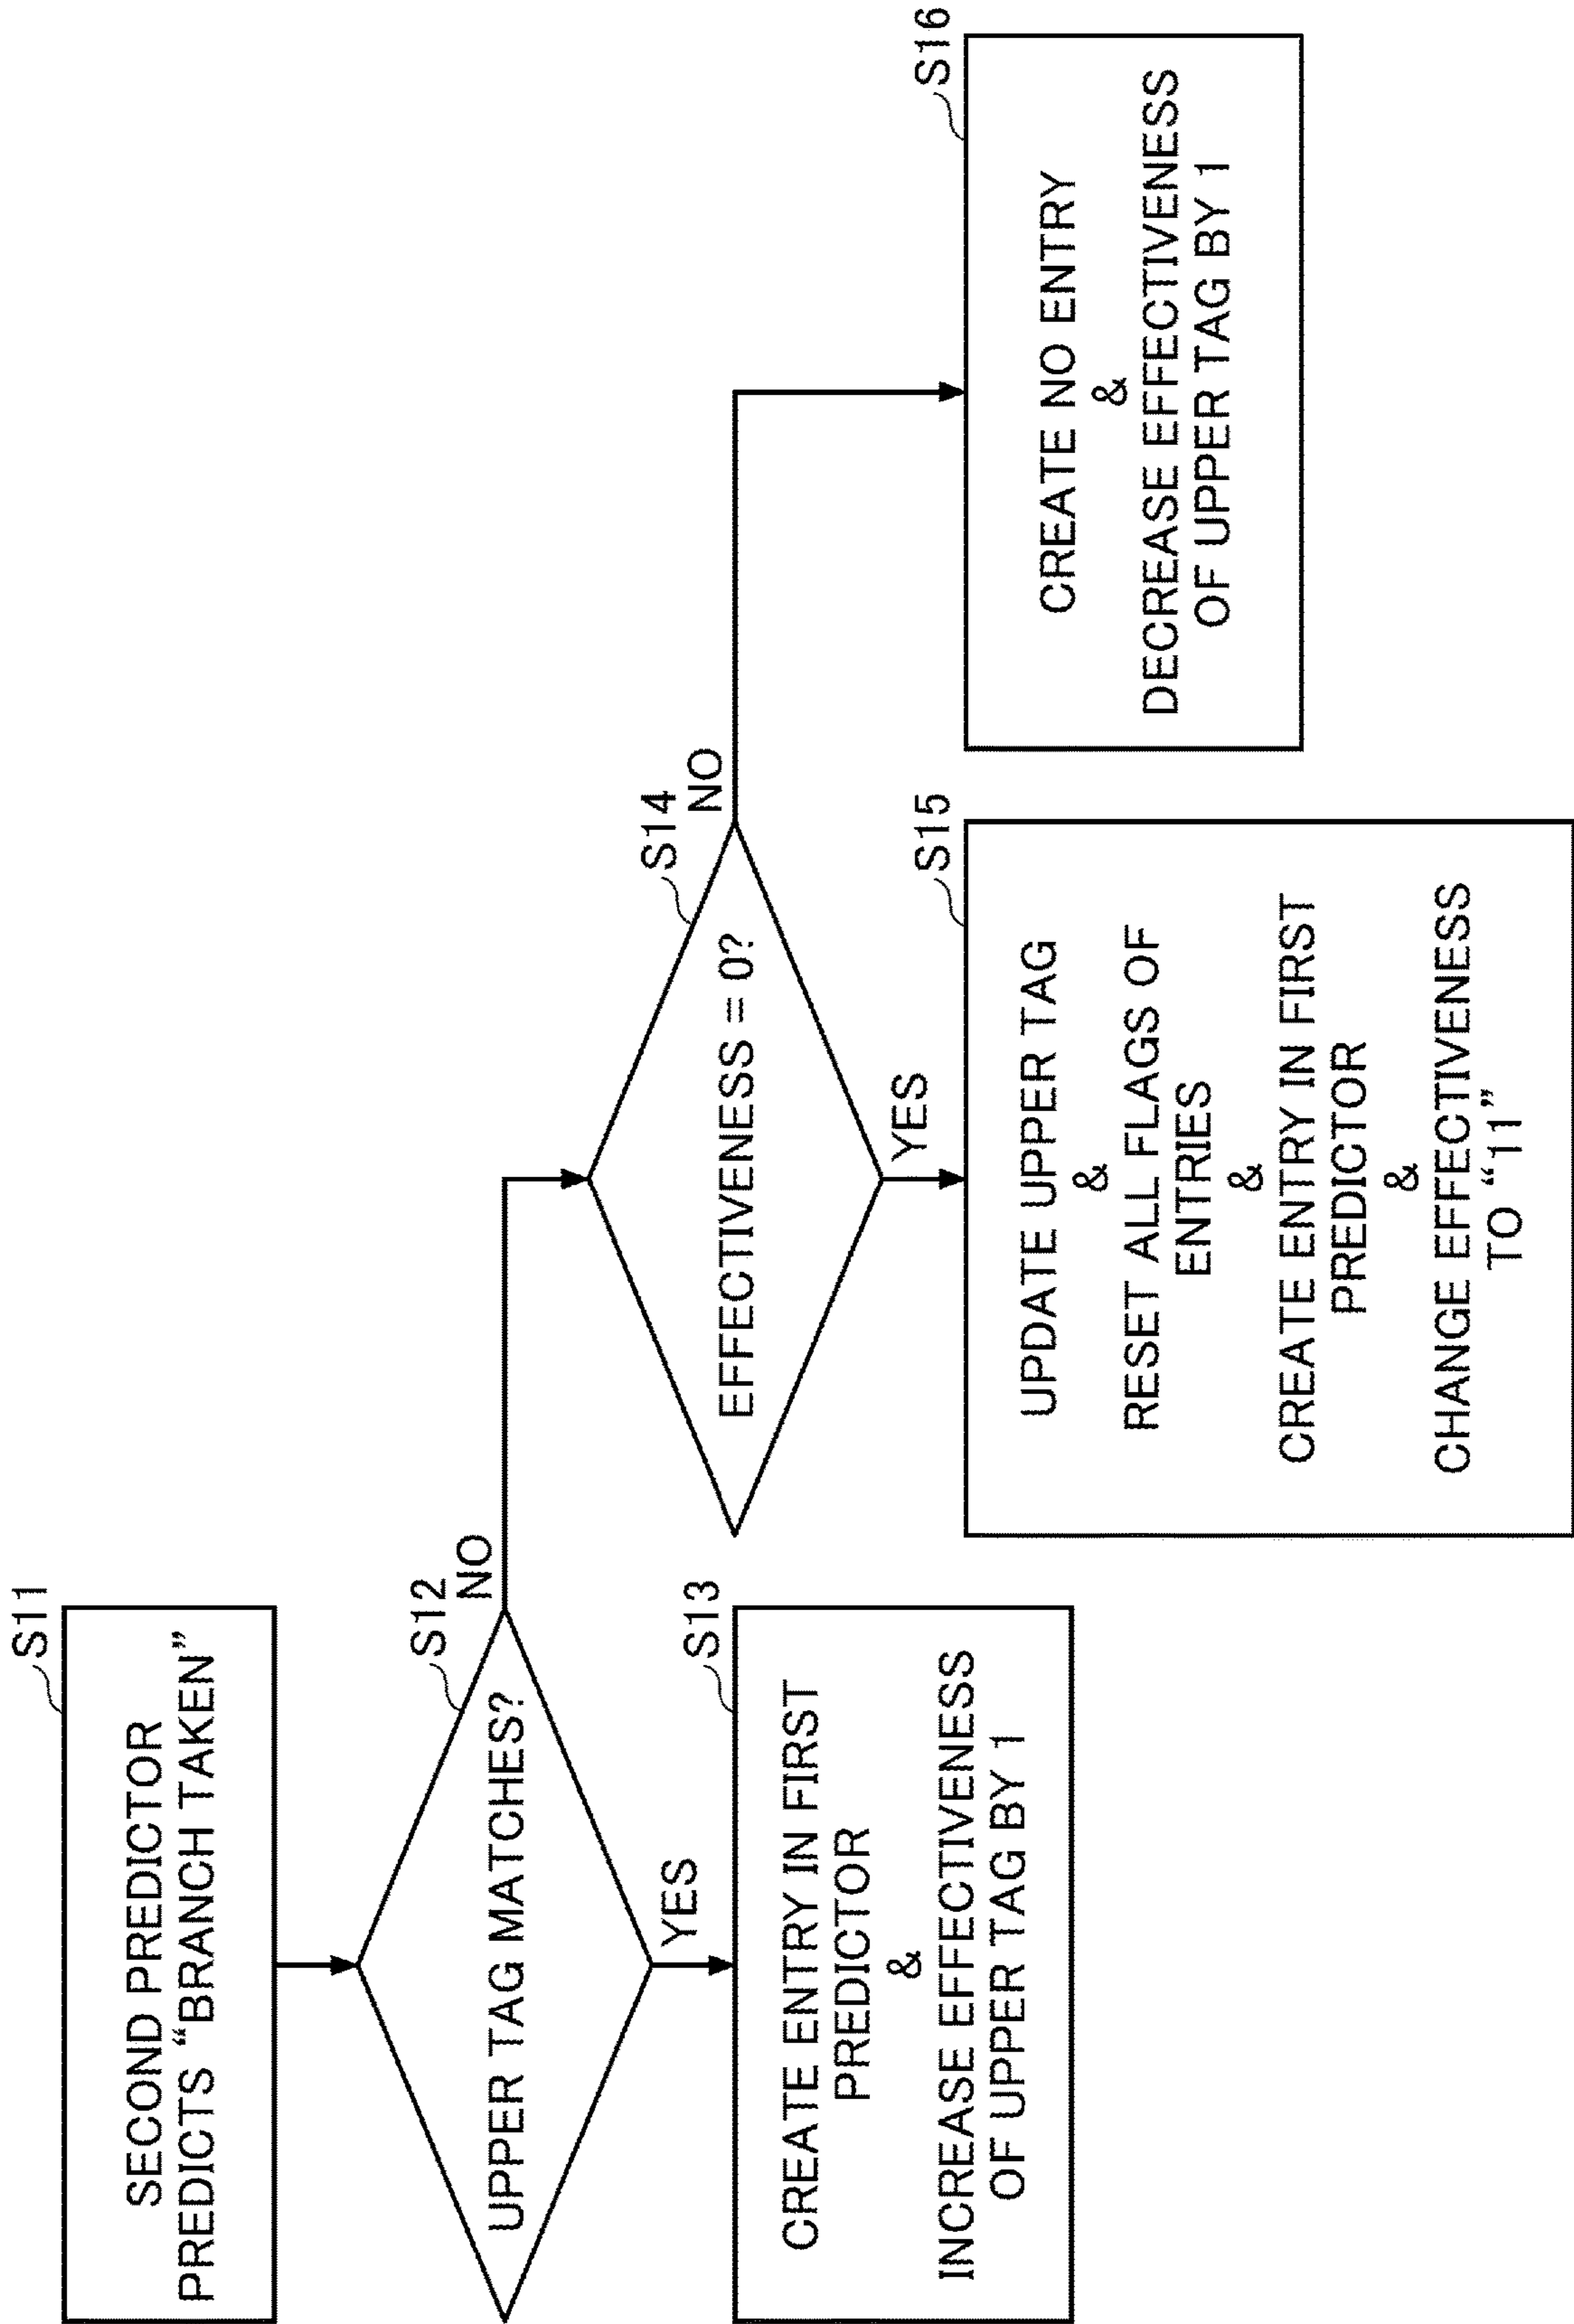 S11
SECOND PREDICTOR
PREDICTS “BRANCH TAKEN”
S12
UPPER TAG MATCHES?
NO
YES
S13
CREATE ENTRY IN FIRST
PREDICTOR
&
INCREASE EFFECTIVENESS
OF UPPER TAG BY 1
S14
EFFECTIVENESS = 0?
NO
YES
S15
UPDATE UPPER TAG
&
RESET ALL FLAGS OF
ENTRIES
&
CREATE ENTRY IN FIRST
PREDICTOR
&
CHANGE EFFECTIVENESS
TO “11”
S16
CREATE NO ENTRY
&
DECREASE EFFECTIVENESS
OF UPPER TAG BY 1